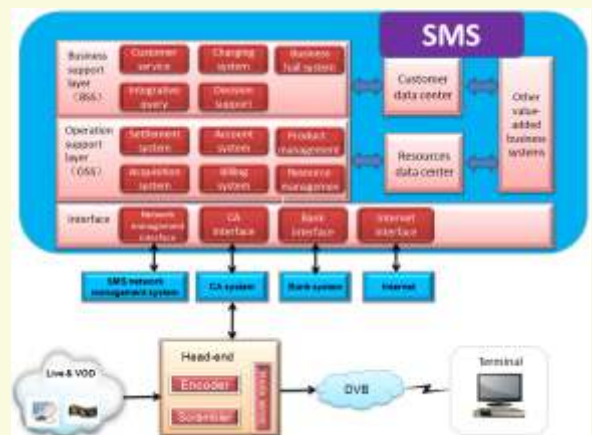 SMS
Business
support
layer
(BSS)
Customer
service
Charging
system
Business
hall system
Integrative
query
Decision
support
Customer
data center
Other
value-
added
business
systems
Operation
support
layer
(OSS)
Settlement
system
Account
system
Product
management
Acquisition
system
Billing
system
Resource
managemen
Resources
data center
Interface
Network
management
interface
CA
interface
Bank
interface
Internet
interface
SMS network
management system
CA system
Bank system
Internet
Live & VOD
Head-end
Encoder
Scrambler
DVB
Terminal